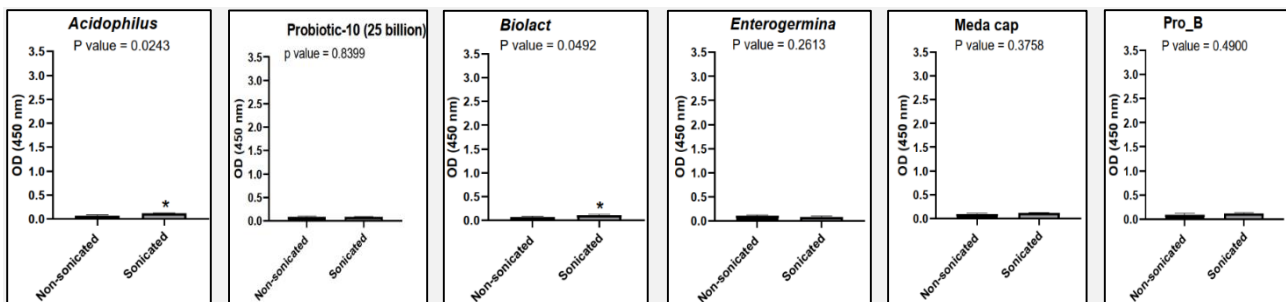 Acidophilus
P value = 0.0243
3.5
3.0
2.5
2.0
1.5
1.0
0.5
0.0
OD (450 nm)
*
Non-sonicated
Sonicated
Probiotic-10 (25 billion)
p value = 0.8399
3.5
3.0
2.5
2.0
1.5
1.0
0.5
0.0
OD (450 nm)
Non-sonicated
Sonicated
Biolact
P value = 0.0492
3.5
3.0
2.5
2.0
1.5
1.0
0.5
0.0
OD (450 nm)
*
Non-sonicated
Sonicated
Enterogermina
P value = 0.2613
3.5
3.0
2.5
2.0
1.5
1.0
0.5
0.0
OD (450 nm)
Non-sonicated
Sonicated
Meda cap
P value = 0.3758
3.5
3.0
2.5
2.0
1.5
1.0
0.5
0.0
OD (450 nm)
Non-sonicated
Sonicated
Pro_B
P value = 0.4900
3.5
3.0
2.5
2.0
1.5
1.0
0.5
0.0
OD (450 nm)
Non-sonicated
Sonicated